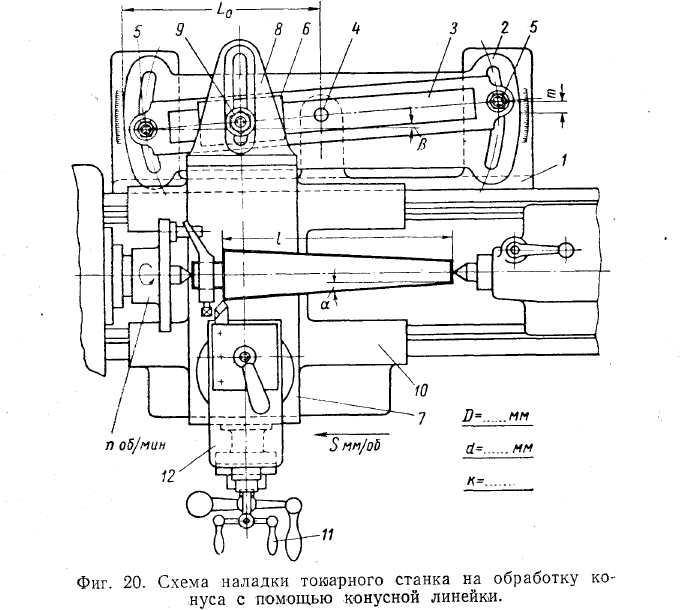 L₀
5
9
8
6
4
3
2
5
m
β
1
l
α
10
7
n об/мин
12
S мм/об
11
D=...... мм
d=...... мм
к=.......
Фиг. 20. Схема наладки токарного станка на обработку ко-
нуса с помощью конусной линейки.